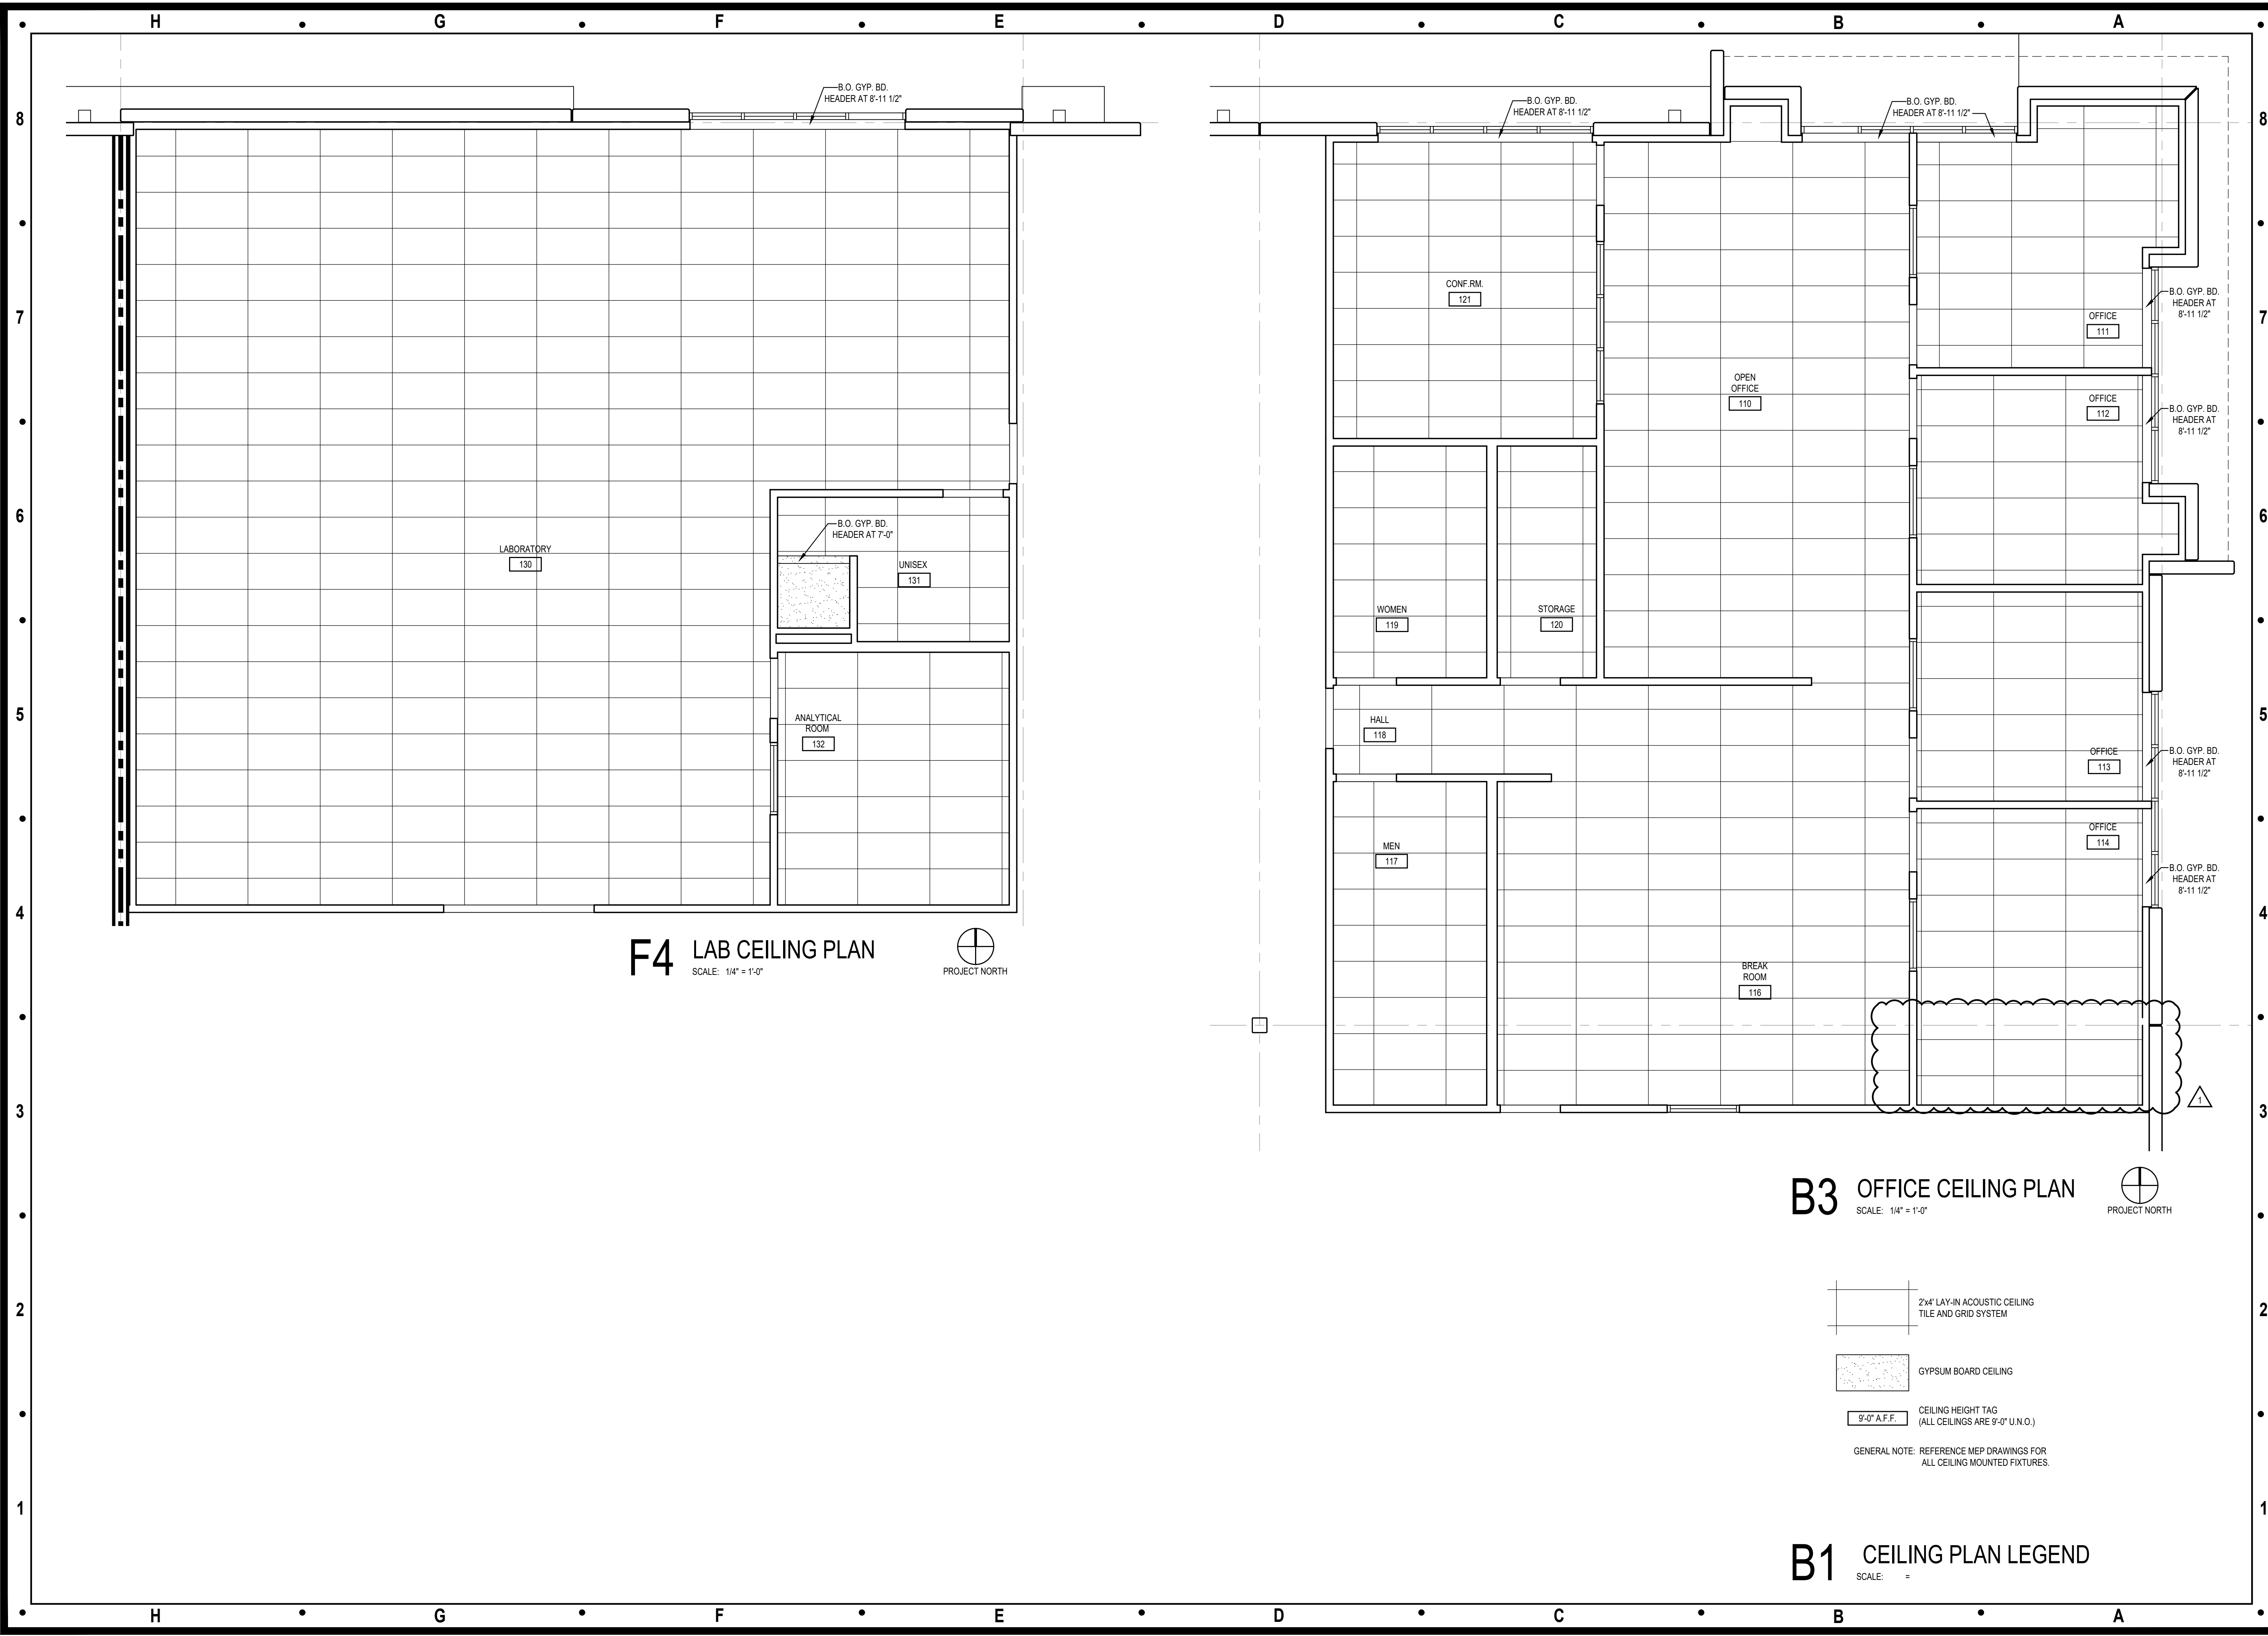 H G F E D C B A
8 8
B.O. GYP. BD.
HEADER AT 8'-11 1/2"
B.O. GYP. BD.
HEADER AT 8'-11 1/2"
B.O. GYP. BD.
HEADER AT 8'-11 1/2"
7 7
CONF.RM.
121
B.O. GYP. BD.
HEADER AT
8'-11 1/2"
OFFICE
111
OPEN
OFFICE
110
OFFICE
112
B.O. GYP. BD.
HEADER AT
8'-11 1/2"
6 6
B.O. GYP. BD.
HEADER AT 7'-0"
LABORATORY
130
UNISEX
131
WOMEN
119
STORAGE
120
5 5
ANALYTICAL
ROOM
132
HALL
118
OFFICE
113
B.O. GYP. BD.
HEADER AT
8'-11 1/2"
MEN
117
OFFICE
114
B.O. GYP. BD.
HEADER AT
8'-11 1/2"
4 4
F4 LAB CEILING PLAN
SCALE: 1/4" = 1'-0"
PROJECT NORTH
BREAK
ROOM
116
3 3
1
B3 OFFICE CEILING PLAN
SCALE: 1/4" = 1'-0"
PROJECT NORTH
2 2
2'x4' LAY-IN ACOUSTIC CEILING
TILE AND GRID SYSTEM
GYPSUM BOARD CEILING
9'-0" A.F.F.
CEILING HEIGHT TAG
(ALL CEILINGS ARE 9'-0" U.N.O.)
GENERAL NOTE: REFERENCE MEP DRAWINGS FOR
ALL CEILING MOUNTED FIXTURES.
1 1
B1 CEILING PLAN LEGEND
SCALE: =
H G F E D C B A